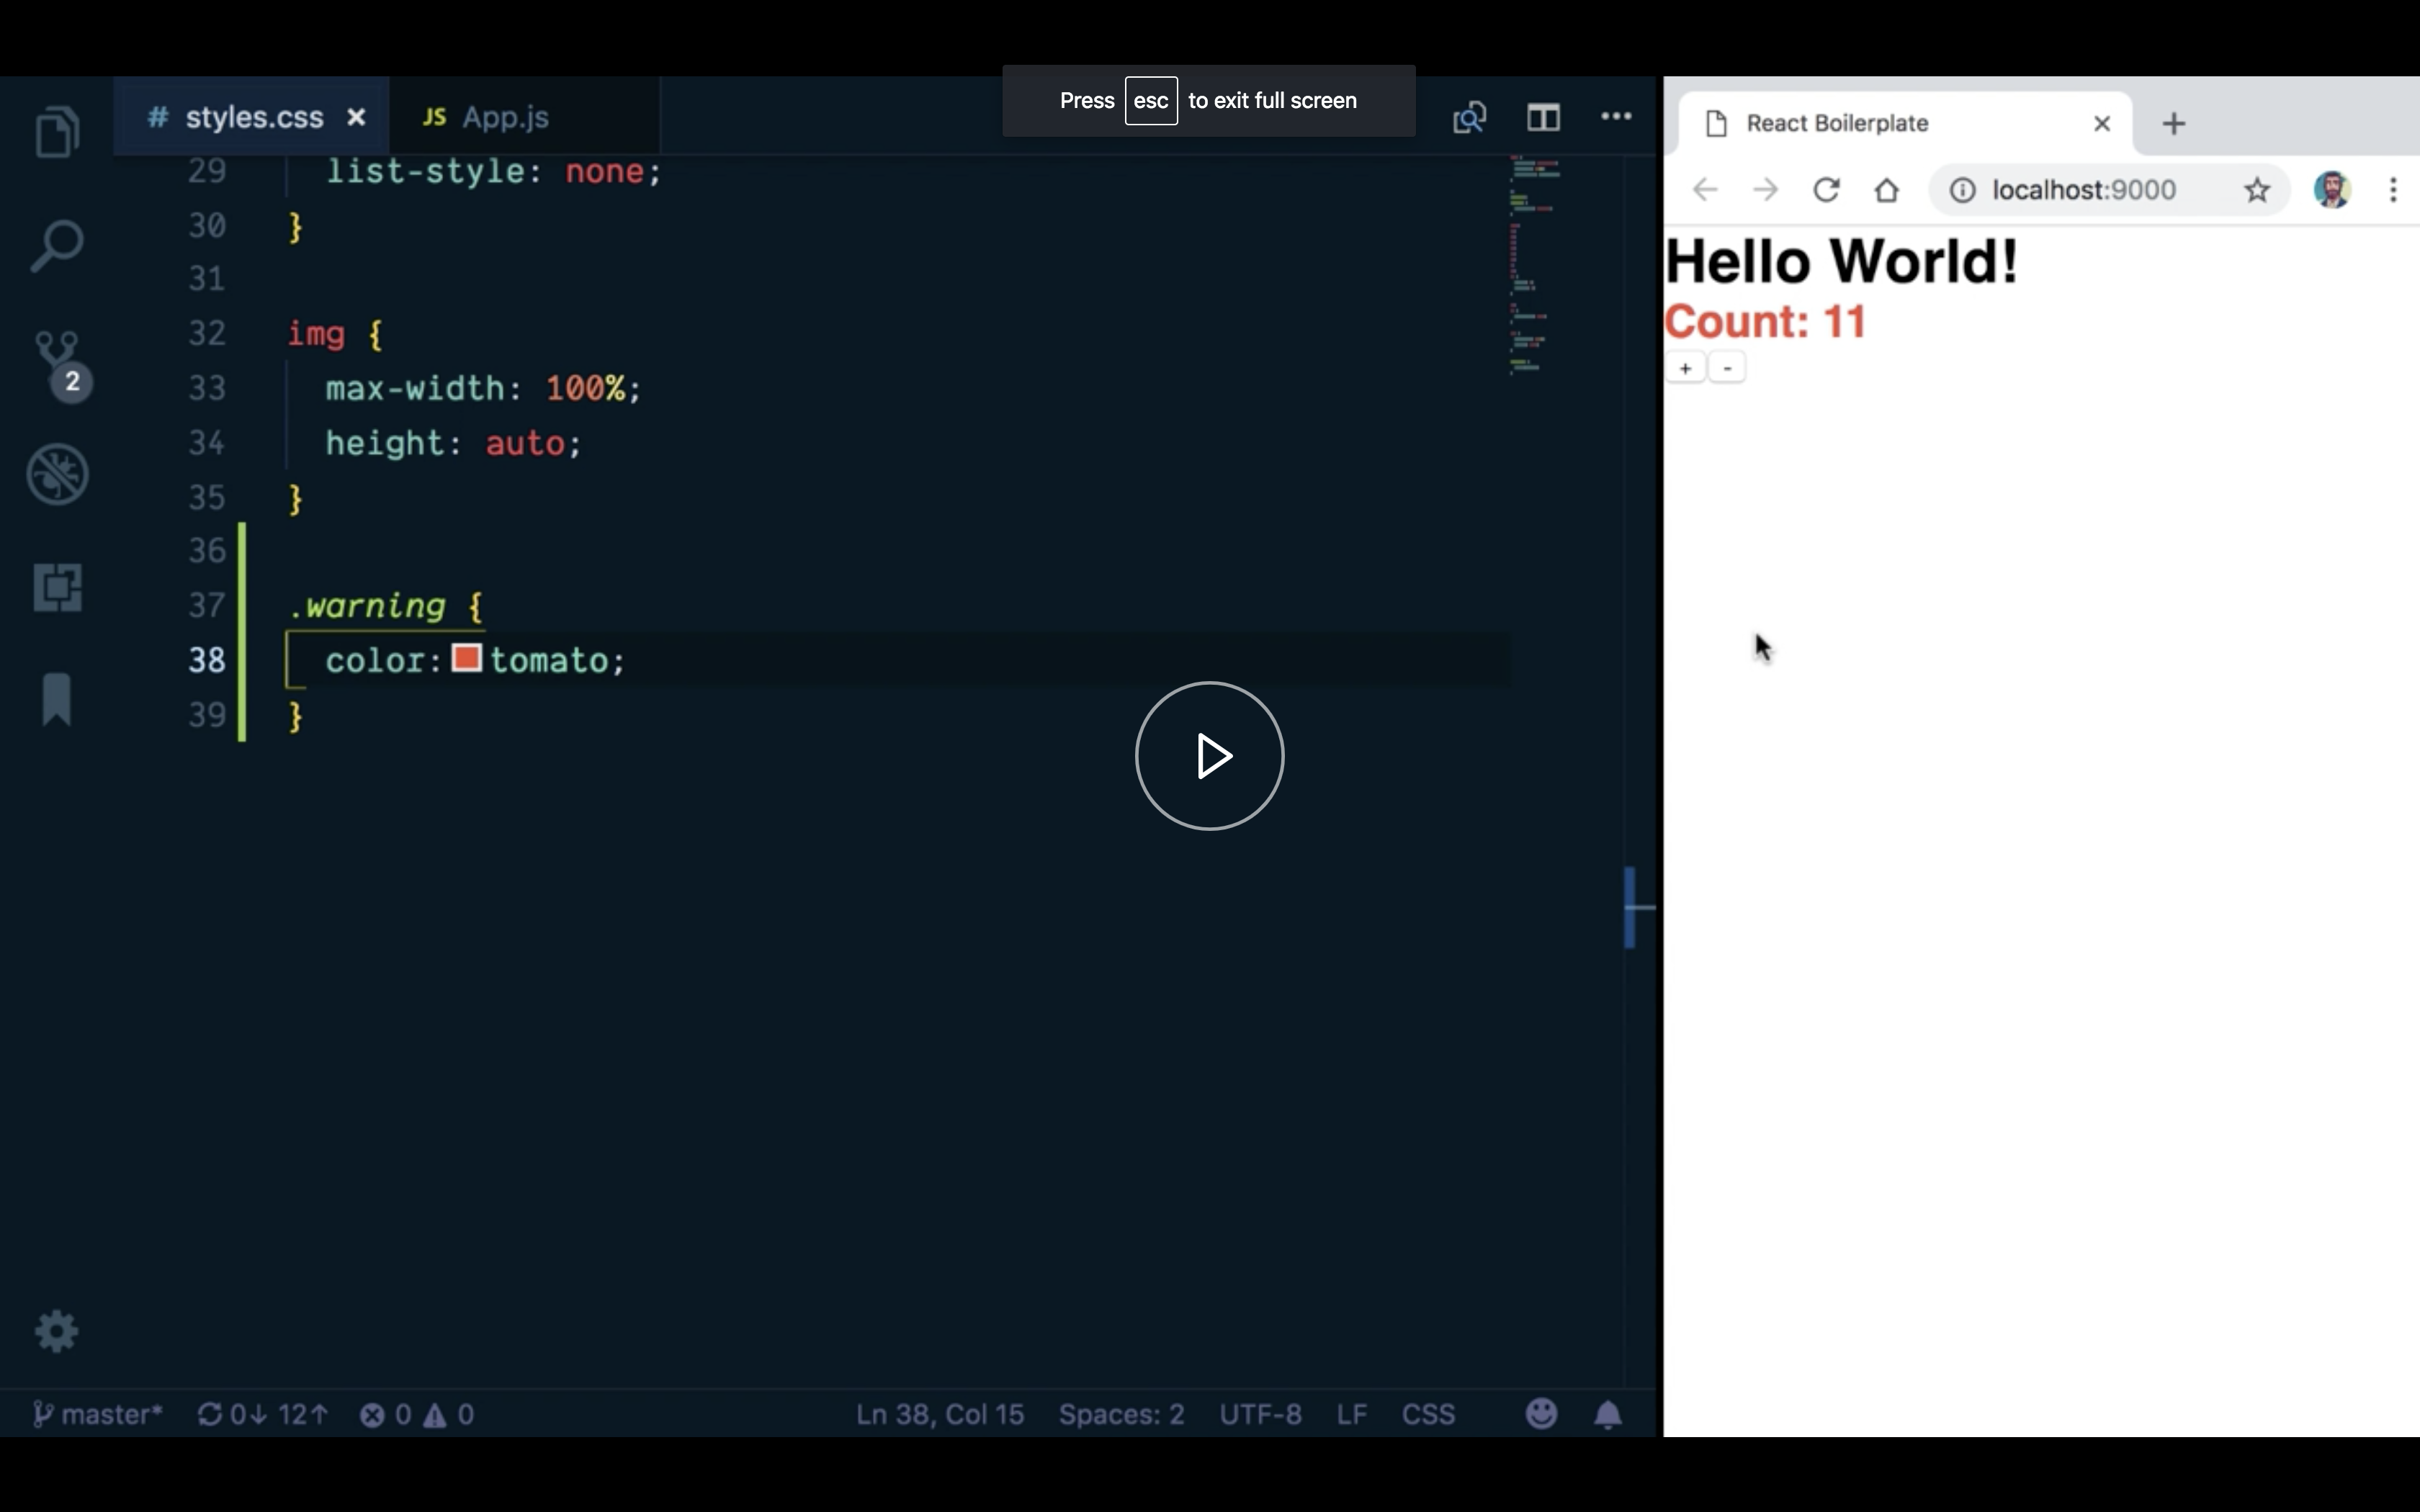 Press esc to exit full screen
# styles.css ×
JS App.js
29 list-style: none;
30 }
31
32 img {
33 max-width: 100%;
34 height: auto;
35 }
36
37 .warning {
38 color: tomato;
39 }
2
master* 0↓ 12↑ 0 0
Ln 38, Col 15 Spaces: 2 UTF-8 LF CSS
React Boilerplate × +
localhost:9000
Hello World!
Count: 11
+ -